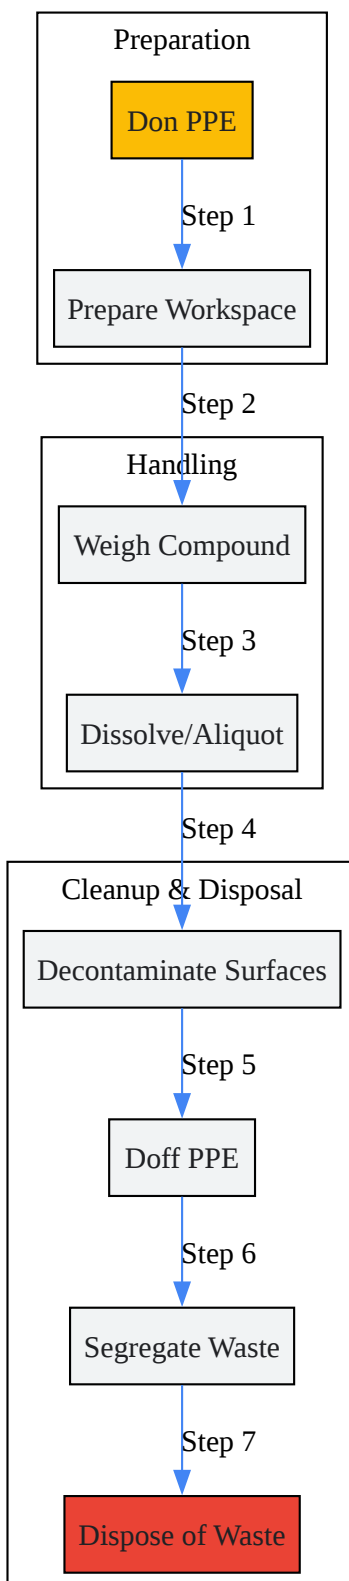 Preparation
Don PPE
Step 1
Prepare Workspace
Step 2
Handling
Weigh Compound
Step 3
Dissolve/Aliquot
Step 4
Cleanup & Disposal
Decontaminate Surfaces
Step 5
Doff PPE
Step 6
Segregate Waste
Step 7
Dispose of Waste